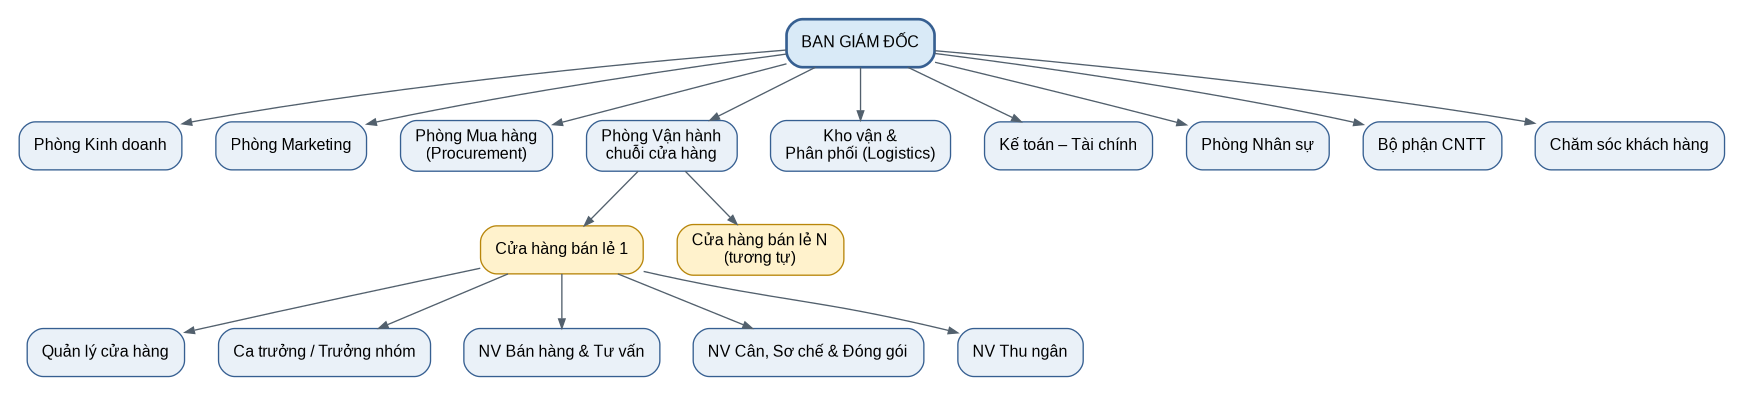 BAN GIÁM ĐỐC
Phòng Kinh doanh
Phòng Marketing
Phòng Mua hàng
(Procurement)
Phòng Vận hành
chuỗi cửa hàng
Kho vận &
Phân phối (Logistics)
Kế toán – Tài chính
Phòng Nhân sự
Bộ phận CNTT
Chăm sóc khách hàng
Cửa hàng bán lẻ 1
Cửa hàng bán lẻ N
(tương tự)
Quản lý cửa hàng
Ca trưởng / Trưởng nhóm
NV Bán hàng & Tư vấn
NV Cân, Sơ chế & Đóng gói
NV Thu ngân